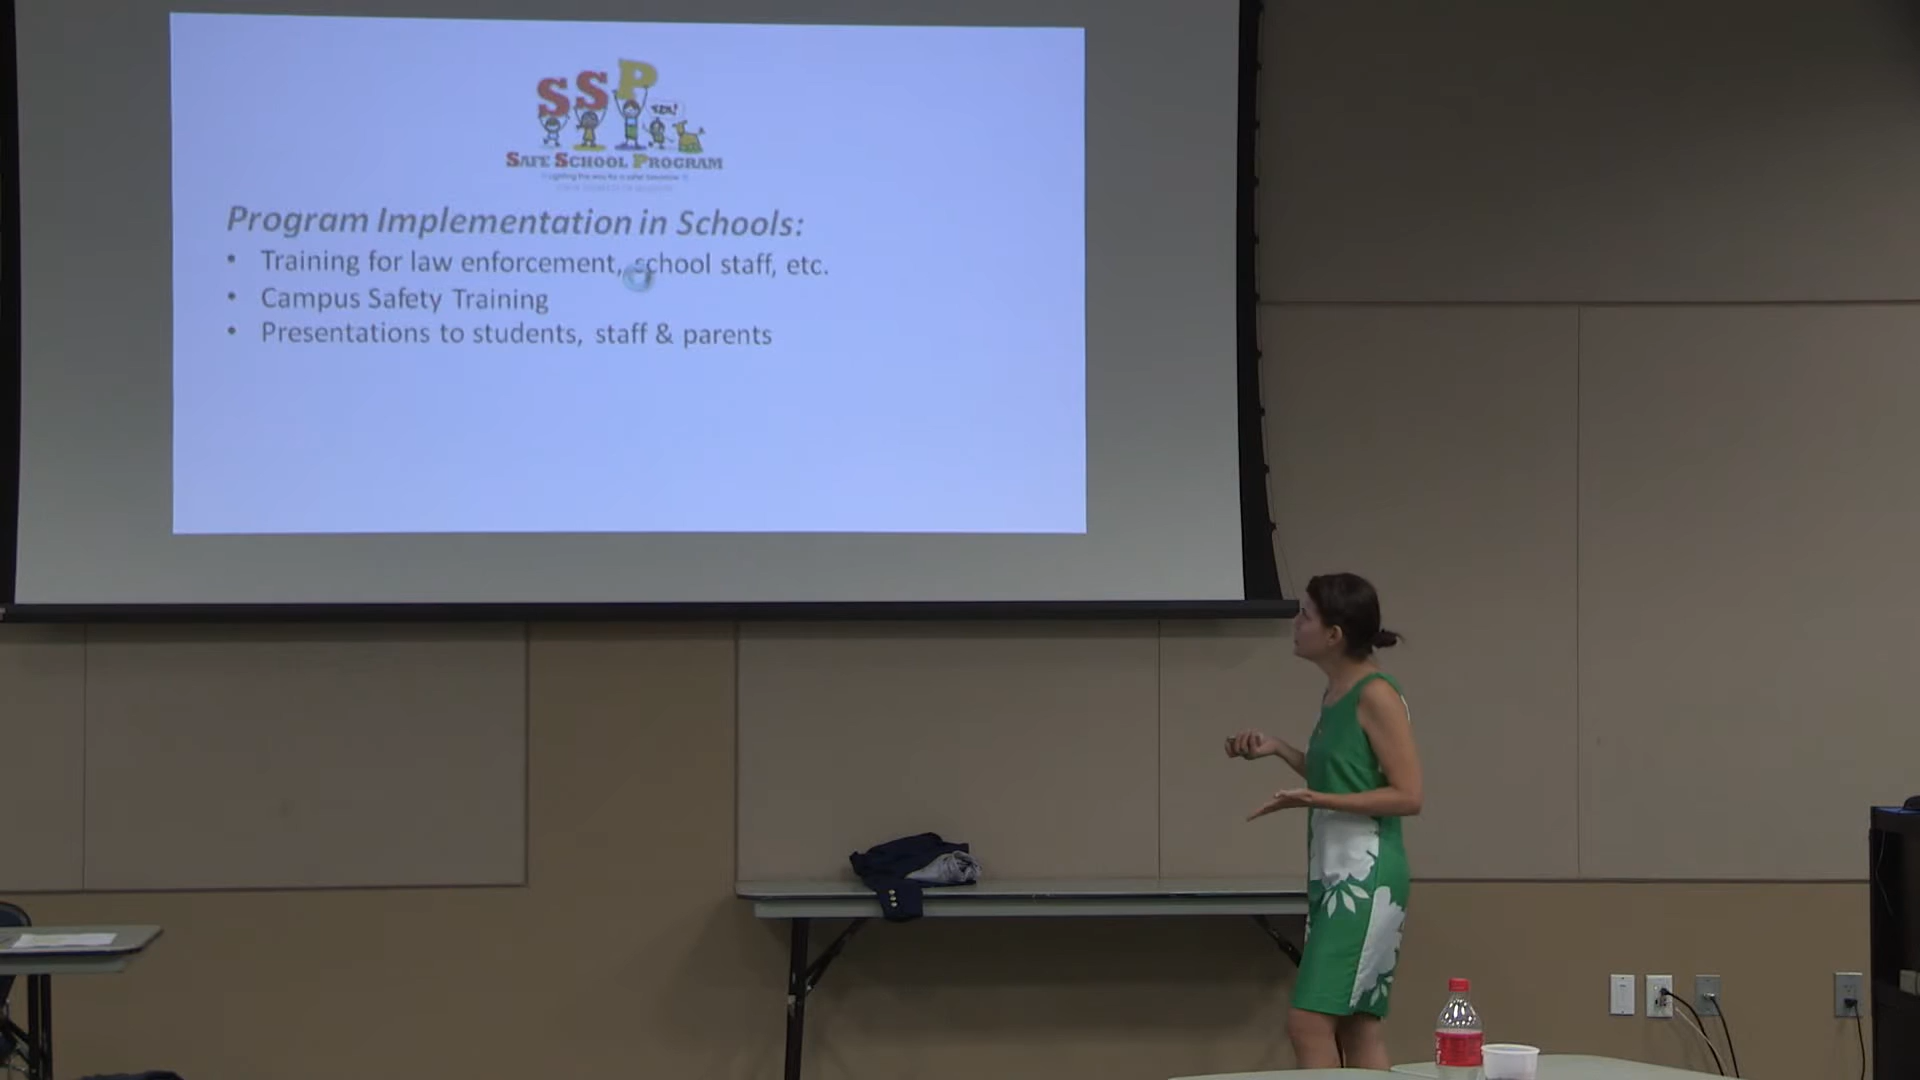 SSP
SAFE SCHOOL PROGRAM
Program Implementation in Schools:
• Training for law enforcement, school staff, etc.
• Campus Safety Training
• Presentations to students, staff & parents